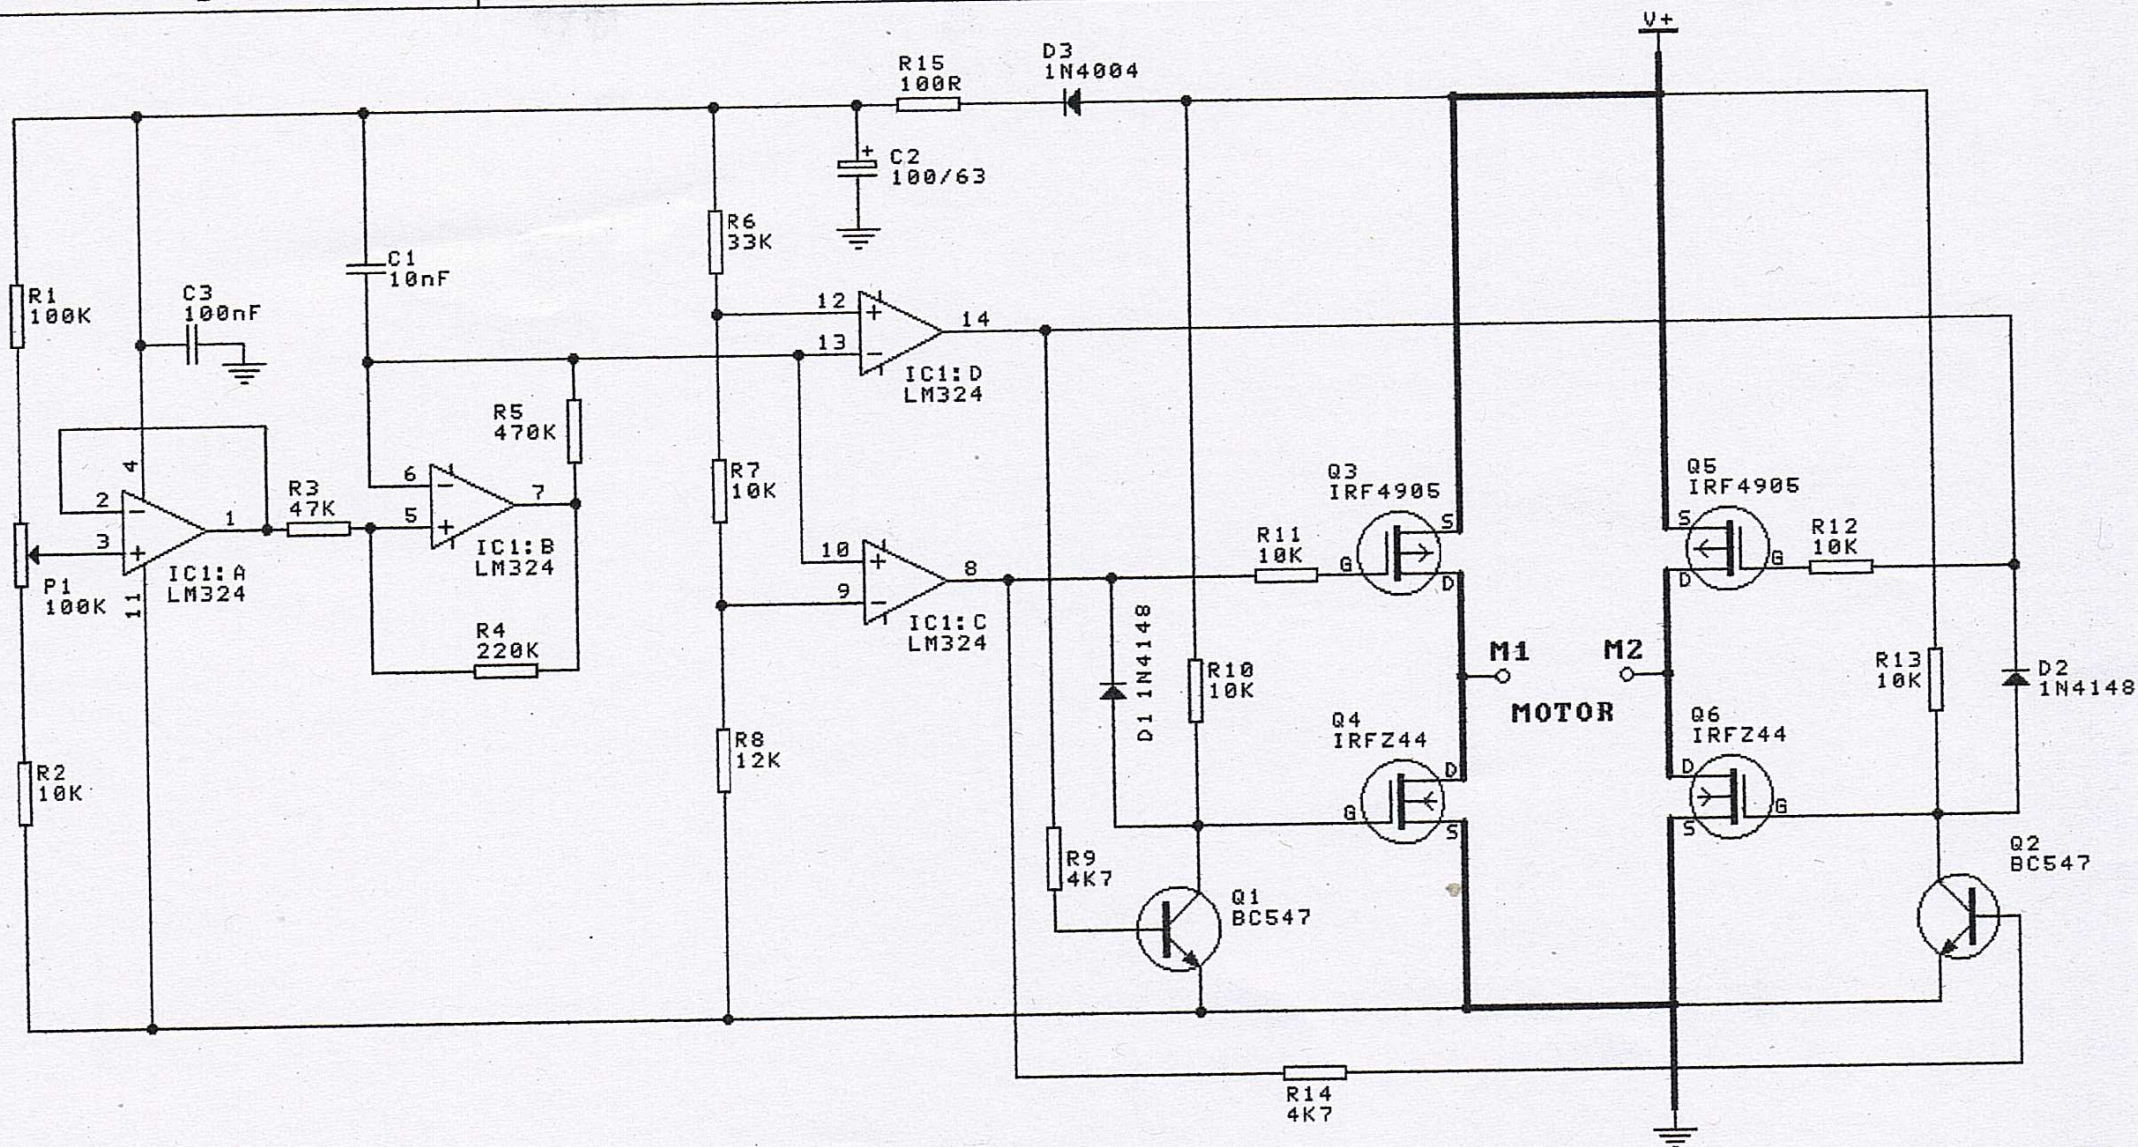 V+
D3
1N4004
R15
100R
+
C2
100/63
R6
33K
C1
10nF
R1
100K
C3
100nF
12
+
14
13
-
IC1:D
LM324
R5
470K
4
2
-
1
3
+
11
IC1:A
LM324
P1
100K
R3
47K
6
-
7
5
+
IC1:B
LM324
R4
220K
R7
10K
10
+
8
9
-
IC1:C
LM324
R11
10K
Q3
IRF4905
S
G
D
Q5
IRF4905
S
G
D
R12
10K
D1 1N4148
R10
10K
M1
M2
MOTOR
R13
10K
D2
1N4148
R2
10K
R8
12K
Q4
IRFZ44
D
G
S
Q6
IRFZ44
D
G
S
R9
4K7
Q1
BC547
Q2
BC547
R14
4K7